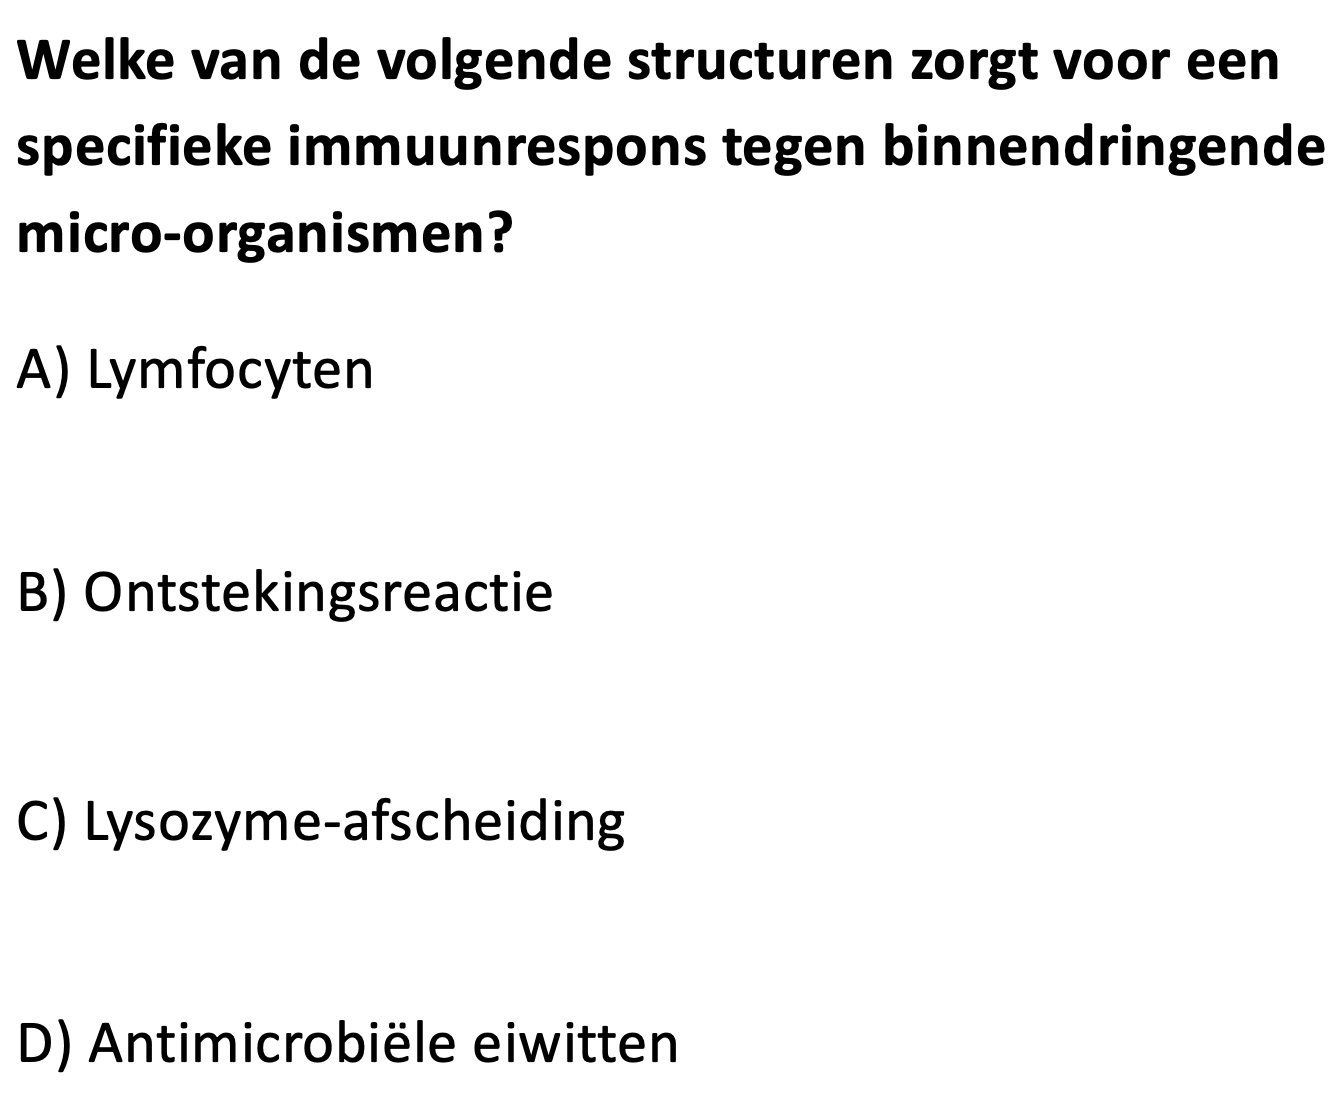 Welke van de volgende structuren zorgt voor een
specifieke immuunrespons tegen binnendringende
micro-organismen?
A) Lymfocyten
B) Ontstekingsreactie
C) Lysozyme-afscheiding
D) Antimicrobiële eiwitten